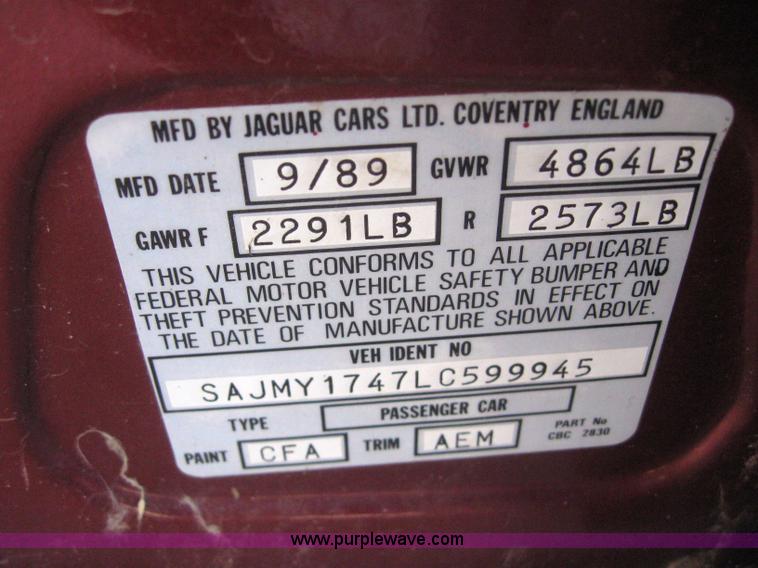 MFD BY JAGUAR CARS LTD. COVENTRY ENGLAND
MFD DATE 9/89 GVWR 4864LB
GAWR F 2291LB R 2573LB
THIS VEHICLE CONFORMS TO ALL APPLICABLE
FEDERAL MOTOR VEHICLE SAFETY BUMPER AND
THEFT PREVENTION STANDARDS IN EFFECT ON
THE DATE OF MANUFACTURE SHOWN ABOVE.
VEH IDENT NO
SAJMY1747LC599945
TYPE PASSENGER CAR
PAINT CFA TRIM AEM PART No
CBC 2830
www.purplewave.com